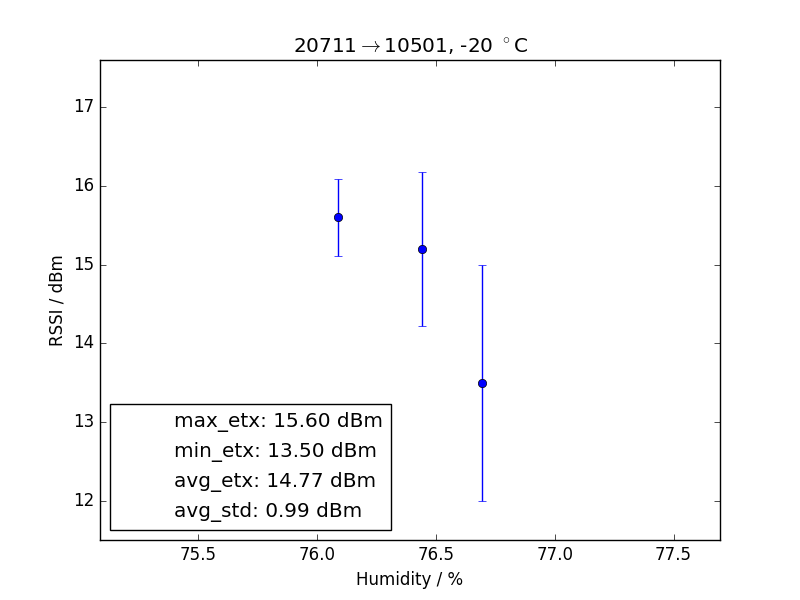 20711→10501, -20 °C
RSSI / dBm
17
16
15
14
13
12
max_etx: 15.60 dBm
min_etx: 13.50 dBm
avg_etx: 14.77 dBm
avg_std: 0.99 dBm
75.5 76.0 76.5 77.0 77.5
Humidity / %